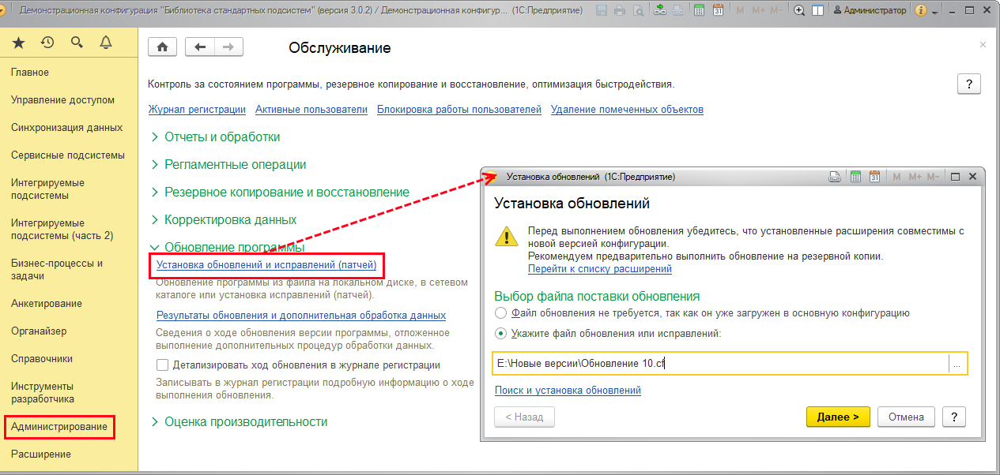 Демонстрационная конфигурация "Библиотека стандартных подсистем" (версия 3.0.2) / Демонстрационная конфигур... (1С:Предприятие)
M M+ M-
Администратор
Главное
Управление доступом
Синхронизация данных
Сервисные подсистемы
Интегрируемые
подсистемы
Интегрируемые
подсистемы (часть 2)
Бизнес-процессы и
задачи
Анкетирование
Органайзер
Справочники
Инструменты
разработчика
Администрирование
Расширение
Обслуживание
Контроль за состоянием программы, резервное копирование и восстановление, оптимизация быстродействия.
?
Журнал регистрации Активные пользователи Блокировка работы пользователей Удаление помеченных объектов
Отчеты и обработки
Регламентные операции
Резервное копирование и восстановление
Корректировка данных
Обновление программы
Установка обновлений и исправлений (патчей)
Обновление программы из файла на локальном диске, в сетевом
каталоге или установка исправлений (патчей).
Результаты обновления и дополнительная обработка данных
Сведения о ходе обновления версии программы, отложенное
выполнение дополнительных процедур обработки данных.
Детализировать ход обновления в журнале регистрации
Записывать в журнал регистрации подробную информацию о ходе
выполнения обновления.
Оценка производительности
Установка обновлений (1С:Предприятие)
31
M M+ M-
Установка обновлений
Перед выполнением обновления убедитесь, что установленные расширения совместимы с
новой версией конфигурации.
Рекомендуем предварительно выполнить обновление на резервной копии.
Перейти к списку расширений
Выбор файла поставки обновления
Файл обновления не требуется, так как он уже загружен в основную конфигурацию
Укажите файл обновления или исправлений:
E:\Новые версии\Обновление 10.cf
...
Поиск и установка обновлений
< Назад
Далее >
Отмена
?